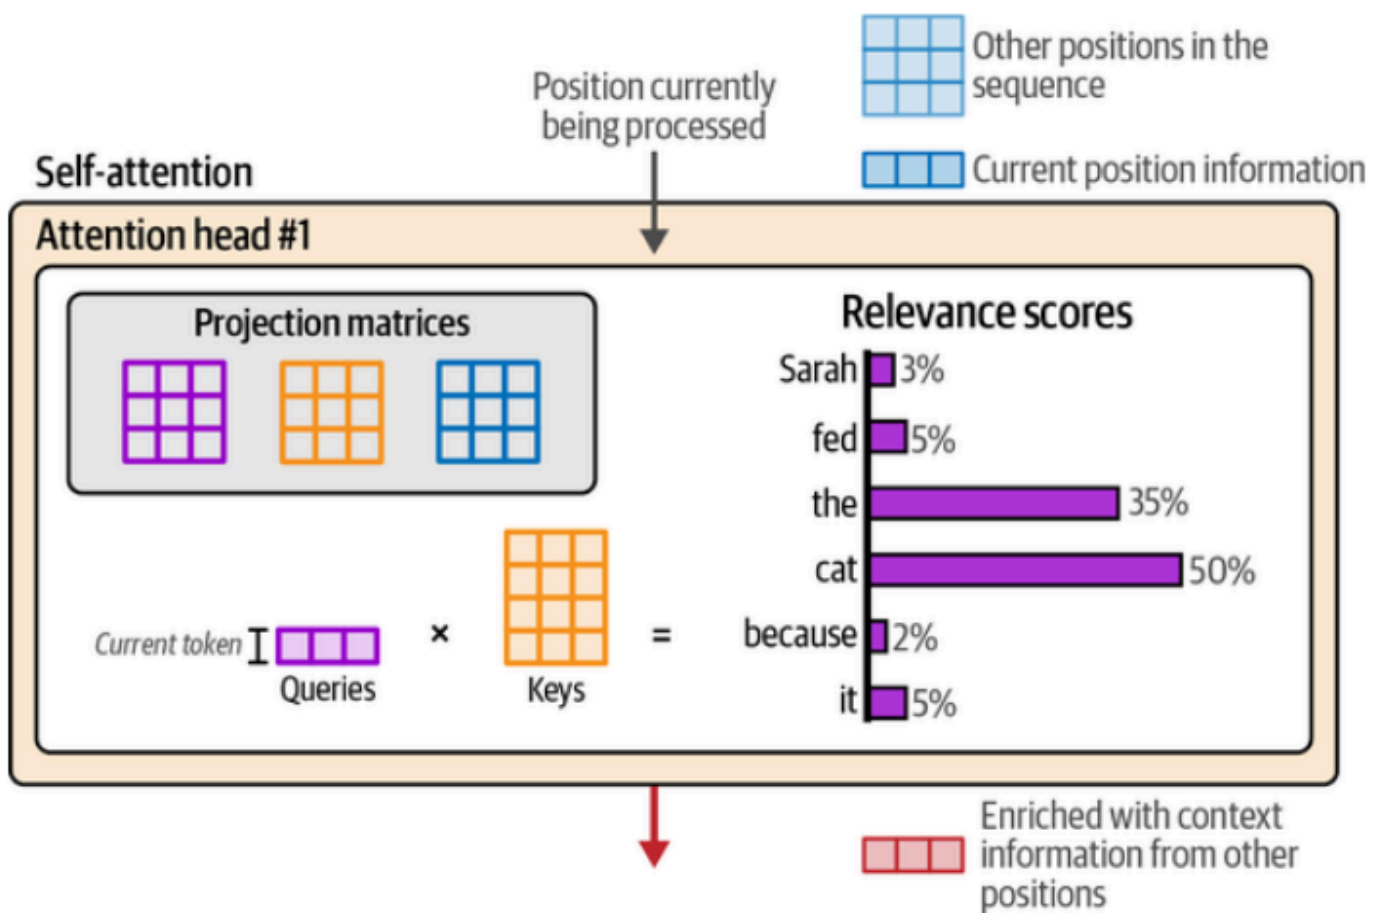 Other positions in the
sequence
Position currently
being processed
Current position information
Self-attention
Attention head #1
Projection matrices
Relevance scores
Sarah 3%
fed 5%
the 35%
cat 50%
because 2%
it 5%
Current token
×
=
Queries
Keys
Enriched with context
information from other
positions